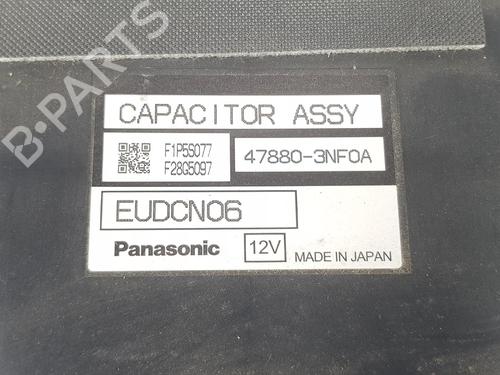 CAPACITOR ASSY
F1P5S077
F28G5097
47880-3NF0A
EUDCN06
Panasonic
12V
MADE IN JAPAN
B-PARTS